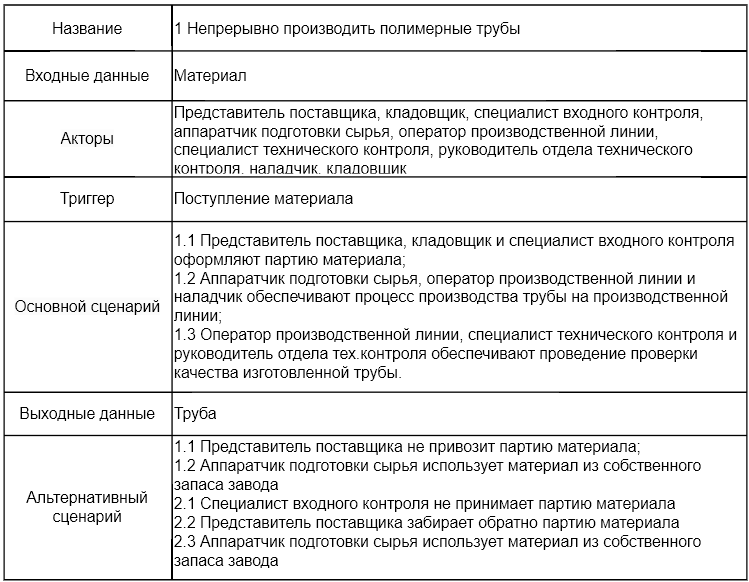 Название
1 Непрерывно производить полимерные трубы
Входные данные
Материал
Акторы
Представитель поставщика, кладовщик, специалист входного контроля,
аппаратчик подготовки сырья, оператор производственной линии,
специалист технического контроля, руководитель отдела технического
контроля, наладчик, кладовщик
Триггер
Поступление материала
Основной сценарий
1.1 Представитель поставщика, кладовщик и специалист входного контроля
оформляют партию материала;
1.2 Аппаратчик подготовки сырья, оператор производственной линии и
наладчик обеспечивают процесс производства трубы на производственной
линии;
1.3 Оператор производственной линии, специалист технического контроля и
руководитель отдела тех.контроля обеспечивают проведение проверки
качества изготовленной трубы.
Выходные данные
Труба
Альтернативный
сценарий
1.1 Представитель поставщика не привозит партию материала;
1.2 Аппаратчик подготовки сырья использует материал из собственного
запаса завода
2.1 Специалист входного контроля не принимает партию материала
2.2 Представитель поставщика забирает обратно партию материала
2.3 Аппаратчик подготовки сырья использует материал из собственного
запаса завода